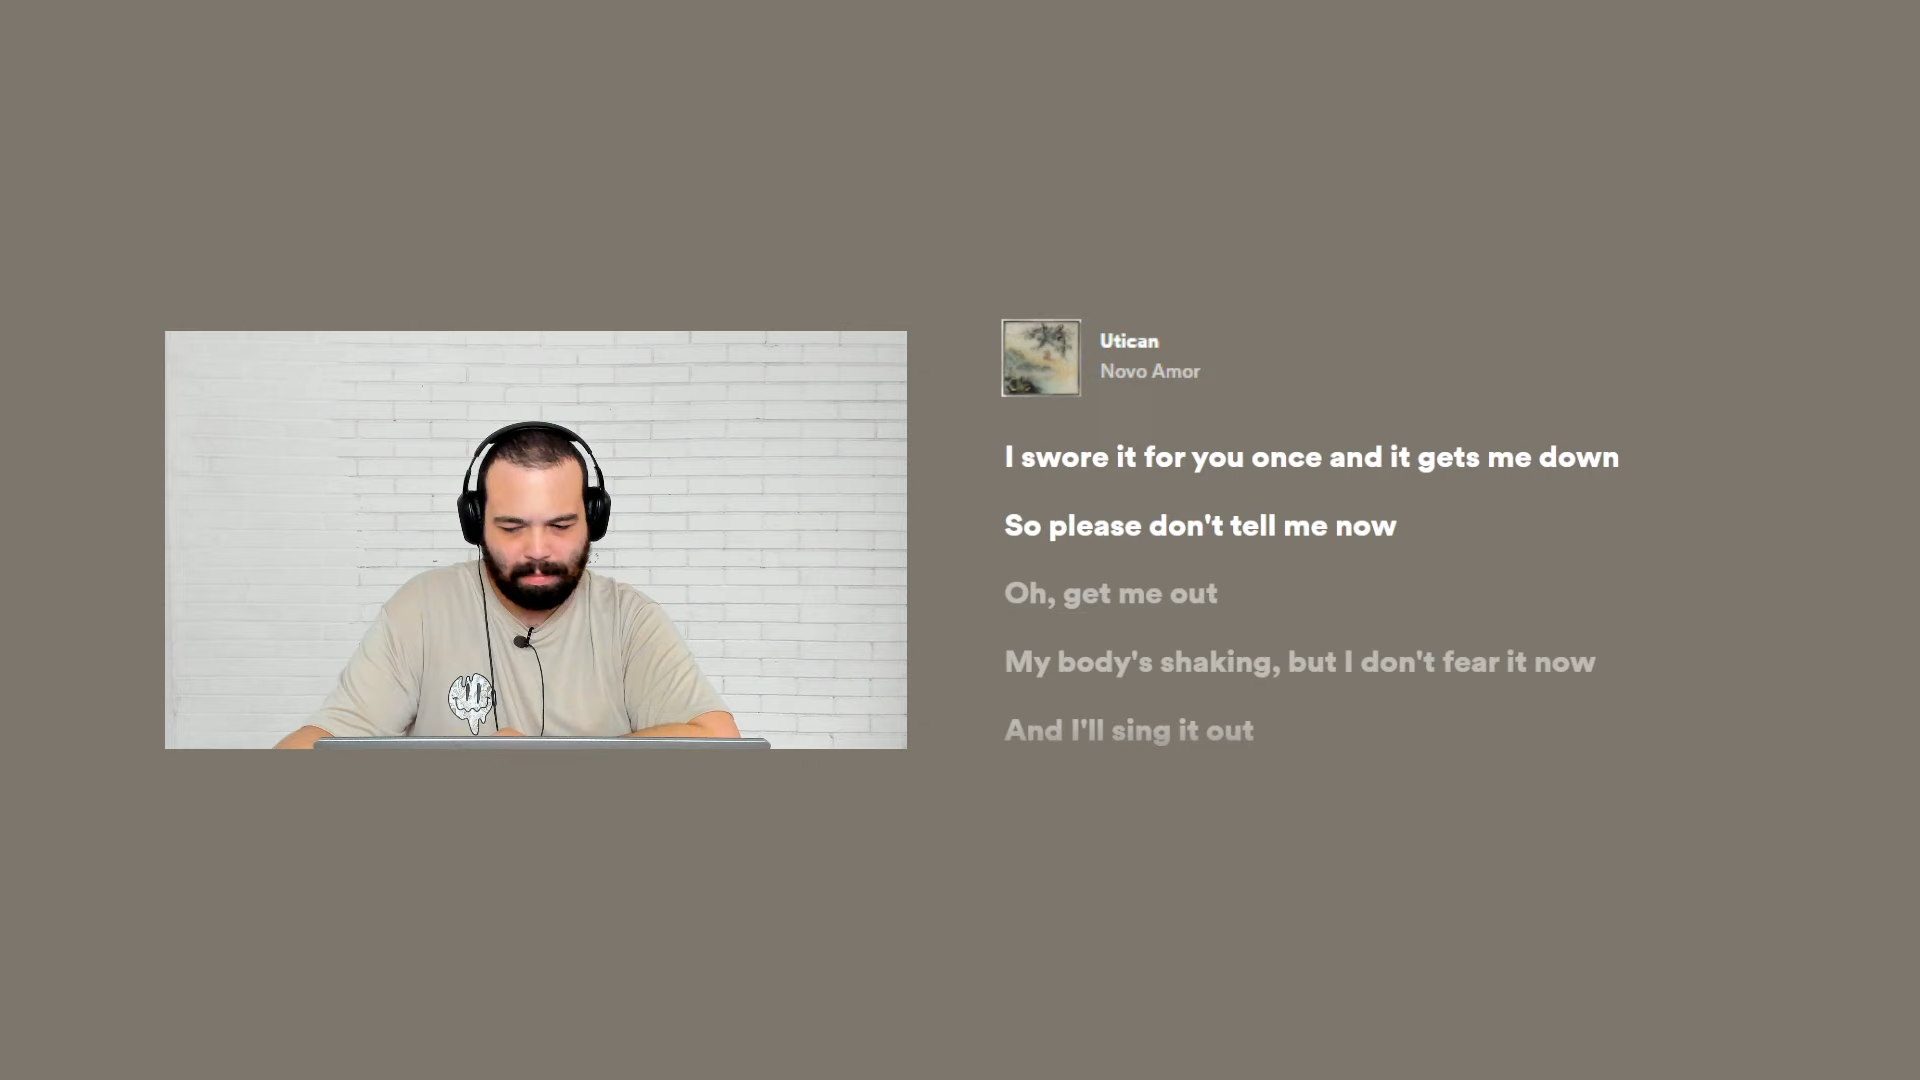 Utican
Novo Amor
I swore it for you once and it gets me down
So please don't tell me now
Oh, get me out
My body's shaking, but I don't fear it now
And I'll sing it out